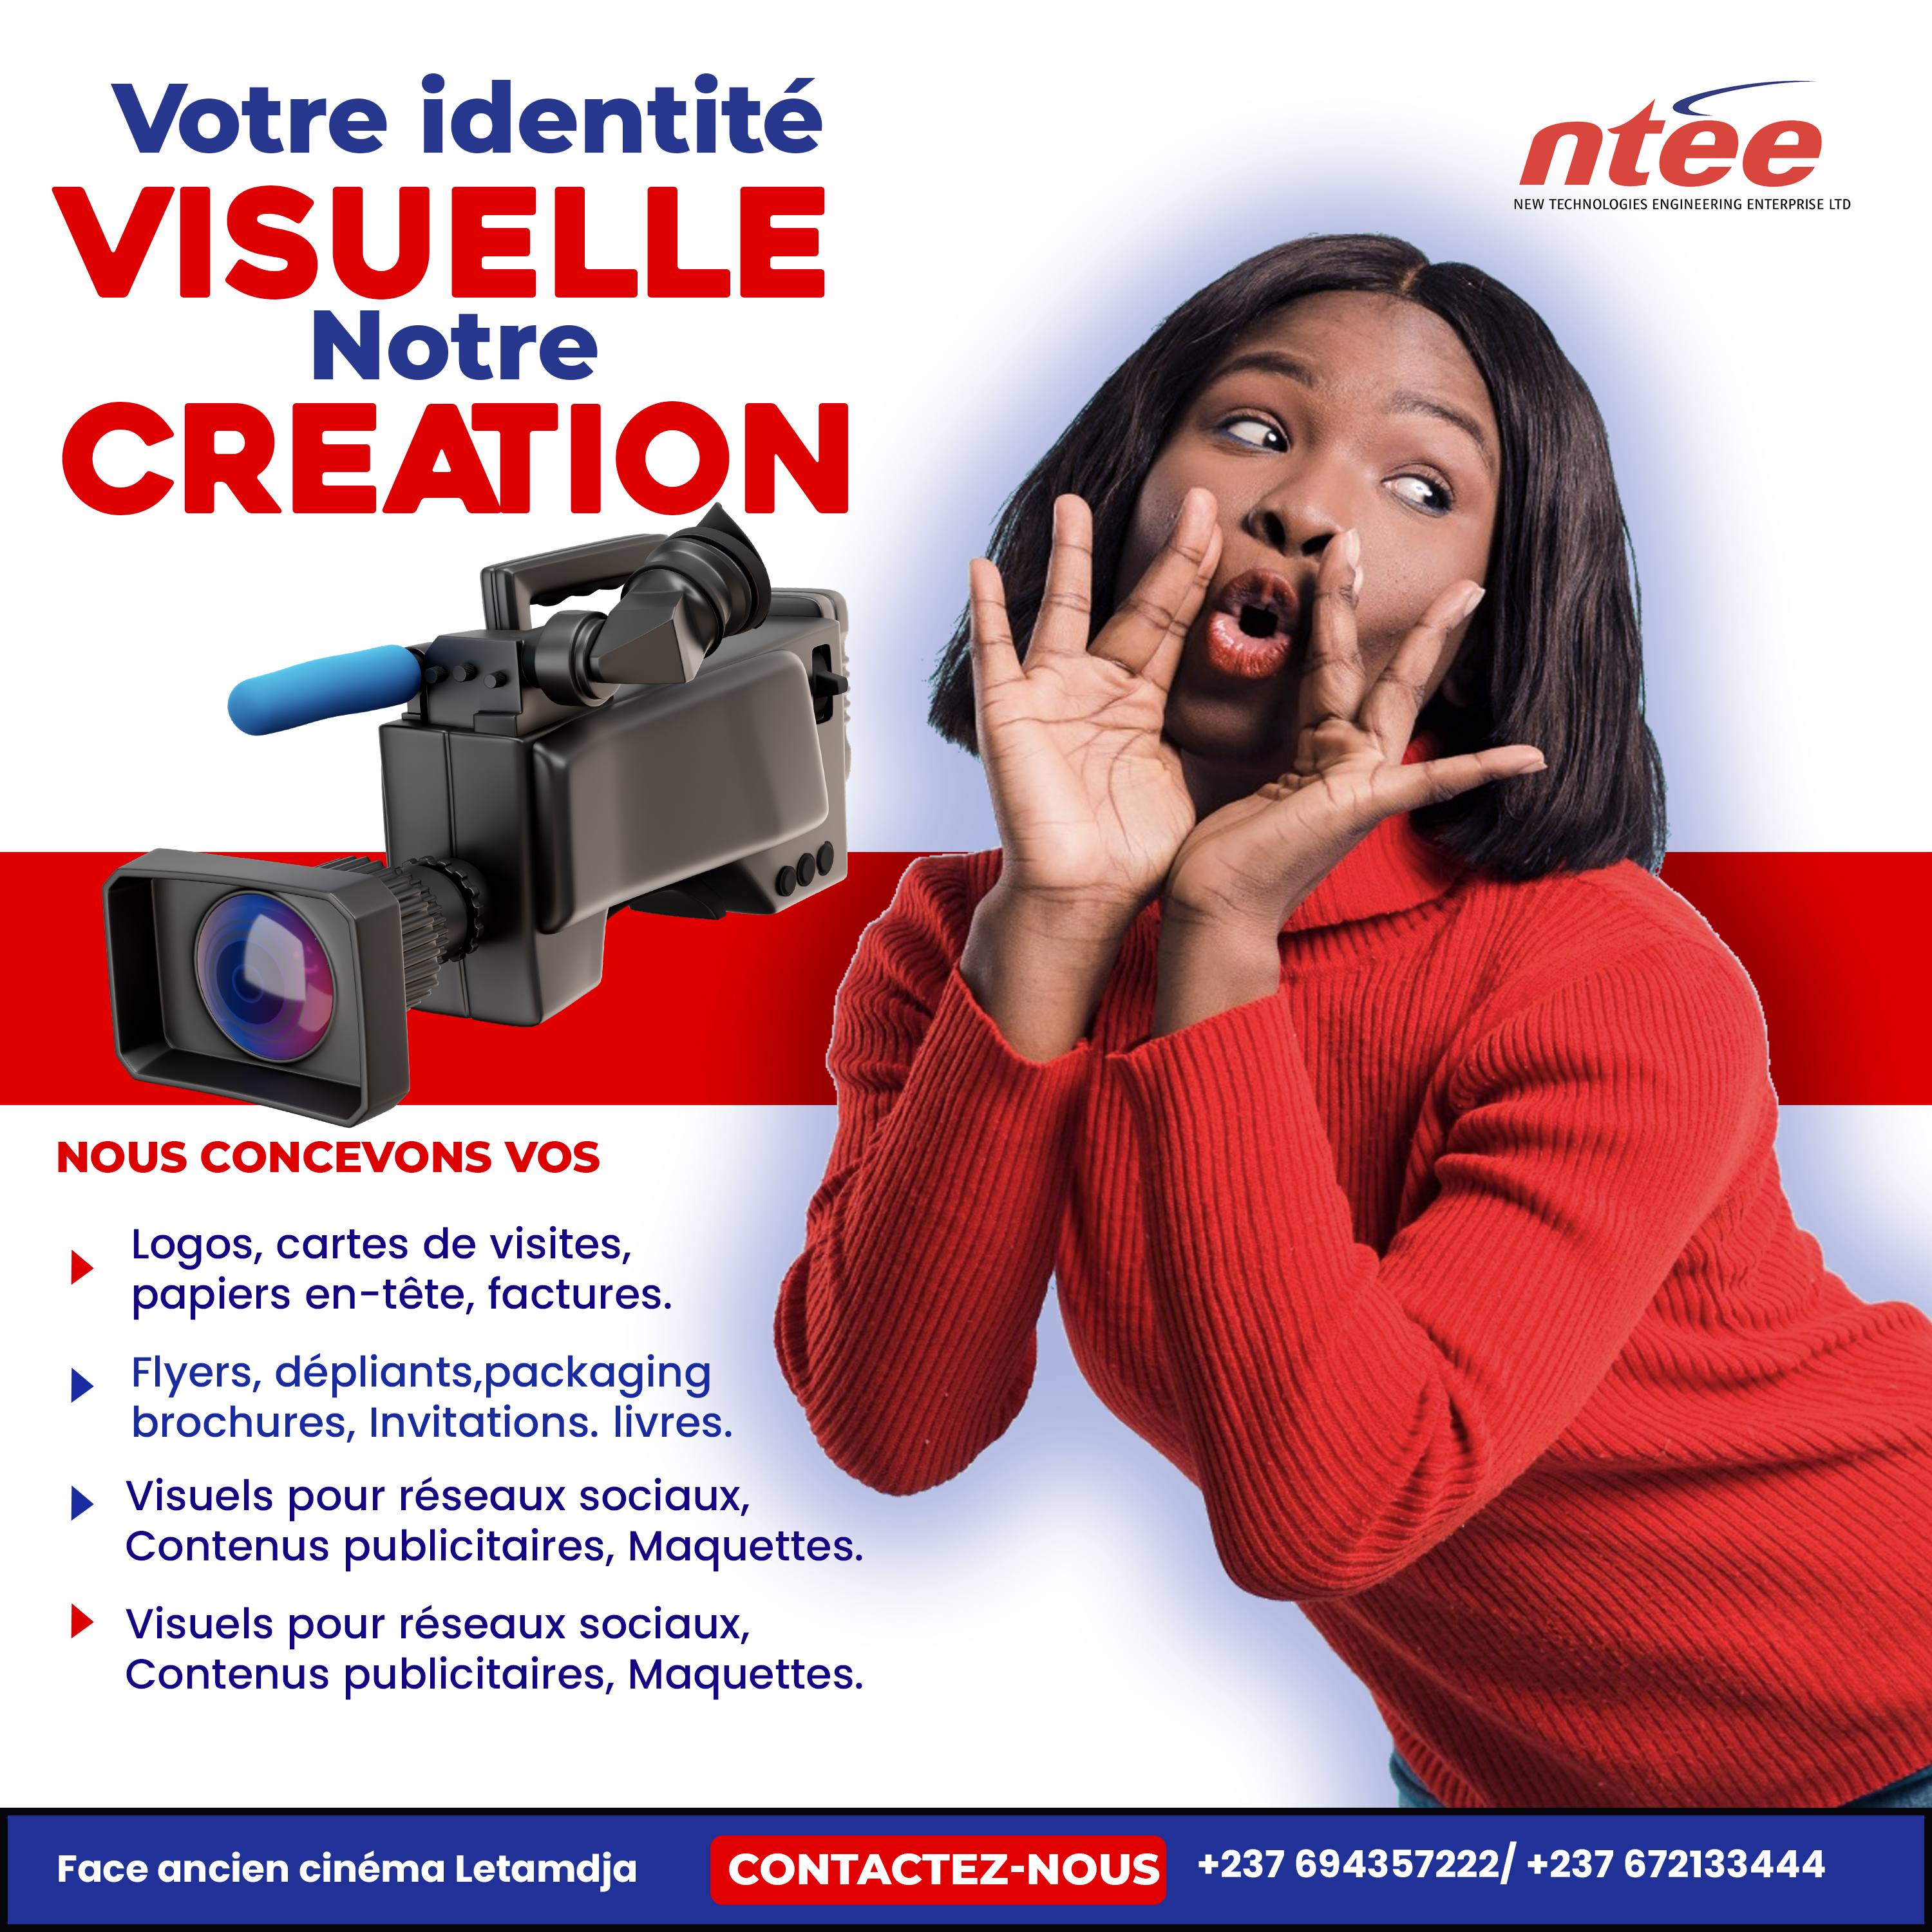 Votre identité
VISUELLE
Notre
CREATION
ntee
NEW TECHNOLOGIES ENGINEERING ENTERPRISE LTD
NOUS CONCEVONS VOS
Logos, cartes de visites,
papiers en-tête, factures.
Flyers, dépliants,packaging
brochures, Invitations. livres.
Visuels pour réseaux sociaux,
Contenus publicitaires, Maquettes.
Visuels pour réseaux sociaux,
Contenus publicitaires, Maquettes.
Face ancien cinéma Letamdja
CONTACTEZ-NOUS
+237 694357222/ +237 672133444